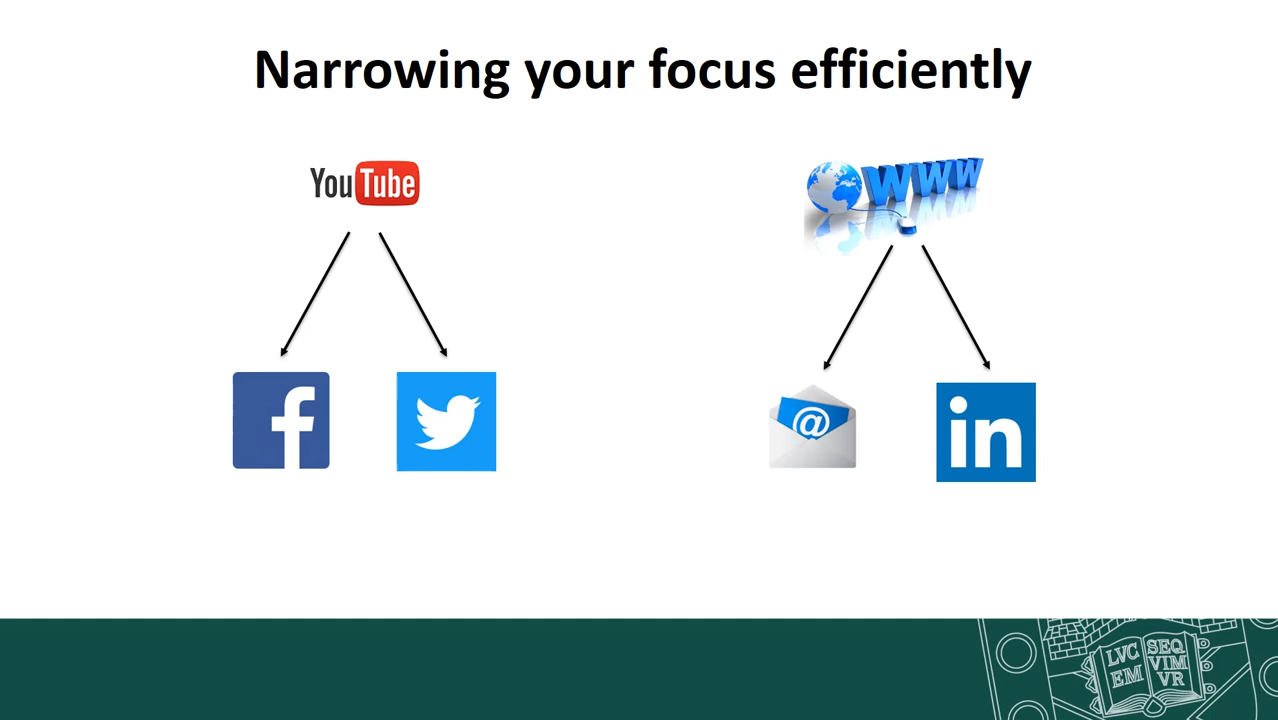 Narrowing your focus efficiently
YouTube
WWW
f
@
in
LVC
EM
SEQ
VIM
VR